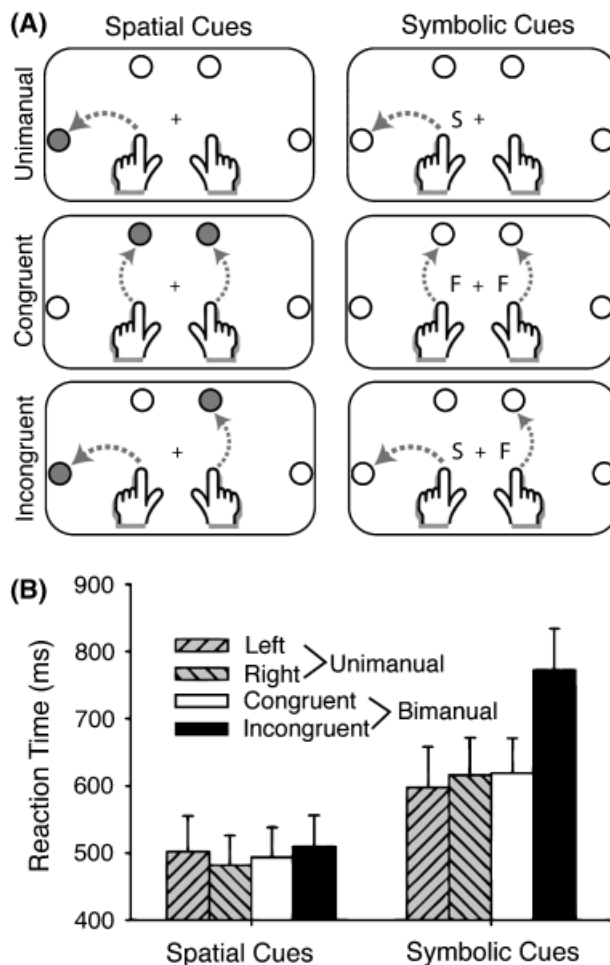 (A)
Spatial Cues Symbolic Cues
Unimanual
+ S +
Congruent
+ F + F
Incongruent
+ S + F
(B)
900
800
700
600
500
400
Reaction Time (ms)
Left
Right
Unimanual
Congruent
Incongruent
Bimanual
Spatial Cues Symbolic Cues